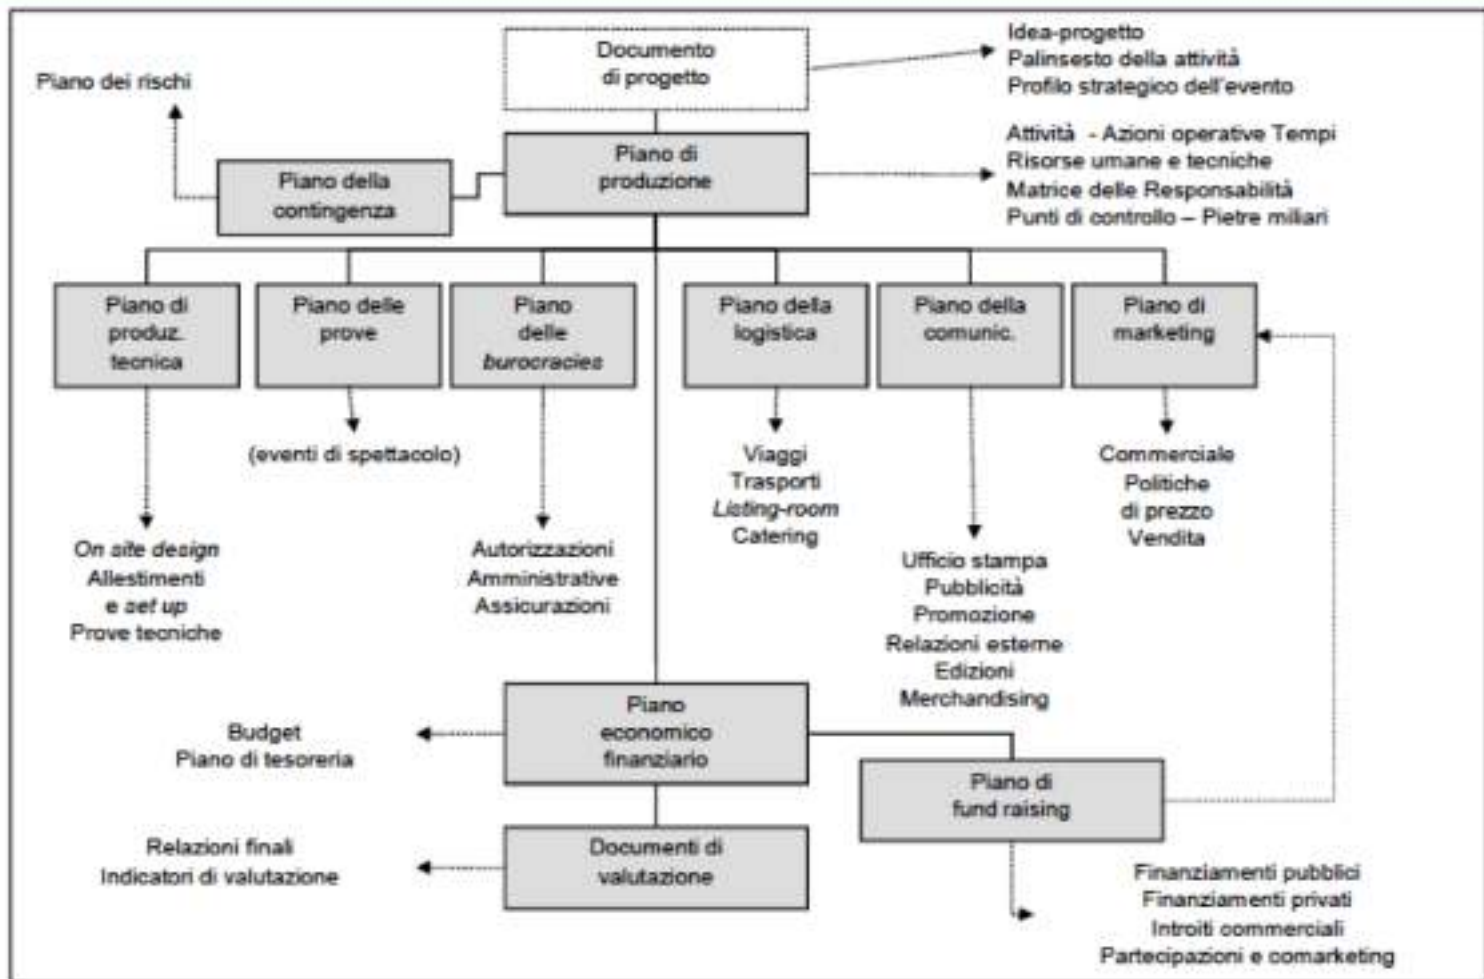 Documento
di progetto
Idea-progetto
Palinsesto della attività
Profilo strategico dell'evento
Piano dei rischi
Piano di
produzione
Attività - Azioni operative Tempi
Risorse umane e tecniche
Matrice delle Responsabilità
Punti di controllo – Pietre miliari
Piano della
contingenza
Piano di
produz.
tecnica
Piano delle
prove
Piano
delle
burocracies
Piano della
logistica
Piano della
comunic.
Piano di
marketing
On site design
Allestimenti
e set up
Prove tecniche
(eventi di spettacolo)
Autorizzazioni
Amministrative
Assicurazioni
Viaggi
Trasporti
Listing-room
Catering
Ufficio stampa
Pubblicità
Promozione
Relazioni esterne
Edizioni
Merchandising
Commerciale
Politiche
di prezzo
Vendita
Piano
economico
finanziario
Budget
Piano di tesoreria
Piano di
fund raising
Documenti di
valutazione
Relazioni finali
Indicatori di valutazione
Finanziamenti pubblici
Finanziamenti privati
Introiti commerciali
Partecipazioni e comarketing